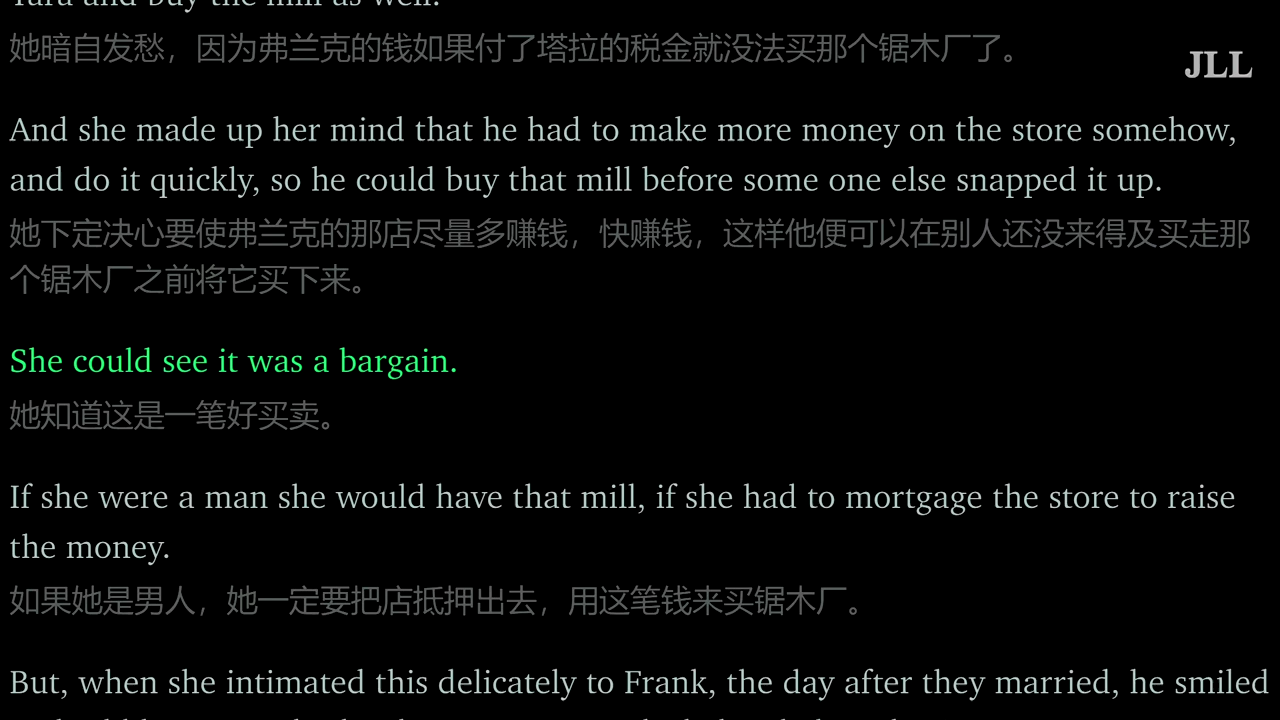 Tara and buy the mill as well.
她暗自发愁，因为弗兰克的钱如果付了塔拉的税金就没法买那个锯木厂了。
JLL
And she made up her mind that he had to make more money on the store somehow,
and do it quickly, so he could buy that mill before some one else snapped it up.
她下定决心要使弗兰克的那店尽量多赚钱，快赚钱，这样他便可以在别人还没来得及买走那
个锯木厂之前将它买下来。
She could see it was a bargain.
她知道这是一笔好买卖。
If she were a man she would have that mill, if she had to mortgage the store to raise
the money.
如果她是男人，她一定要把店抵押出去，用这笔钱来买锯木厂。
But, when she intimated this delicately to Frank, the day after they married, he smiled